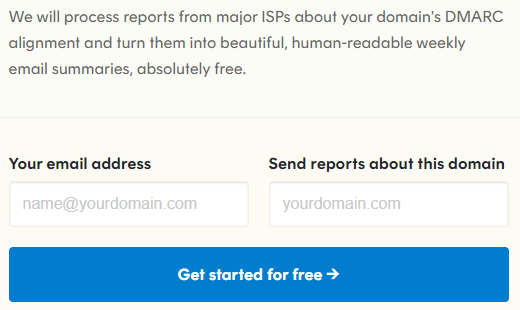 We will process reports from major ISPs about your domain's DMARC
alignment and turn them into beautiful, human-readable weekly
email summaries, absolutely free.
Your email address
name@yourdomain.com
Send reports about this domain
yourdomain.com
Get started for free →